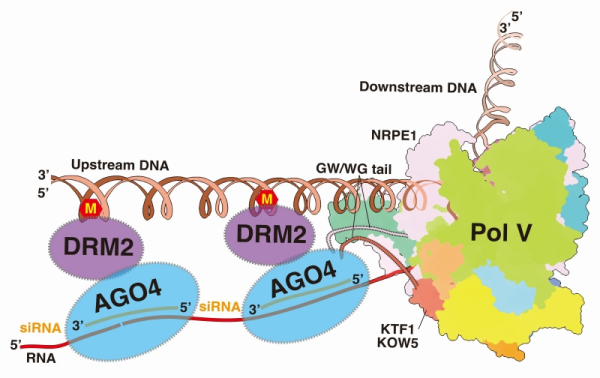 5’
3’
Downstream DNA
NRPE1
Upstream DNA
GW/WG tail
3’
5’
M
M
DRM2
DRM2
Pol V
AGO4
AGO4
siRNA
3’
5’
siRNA
3’
5’
5’
RNA
KTF1
KOW5